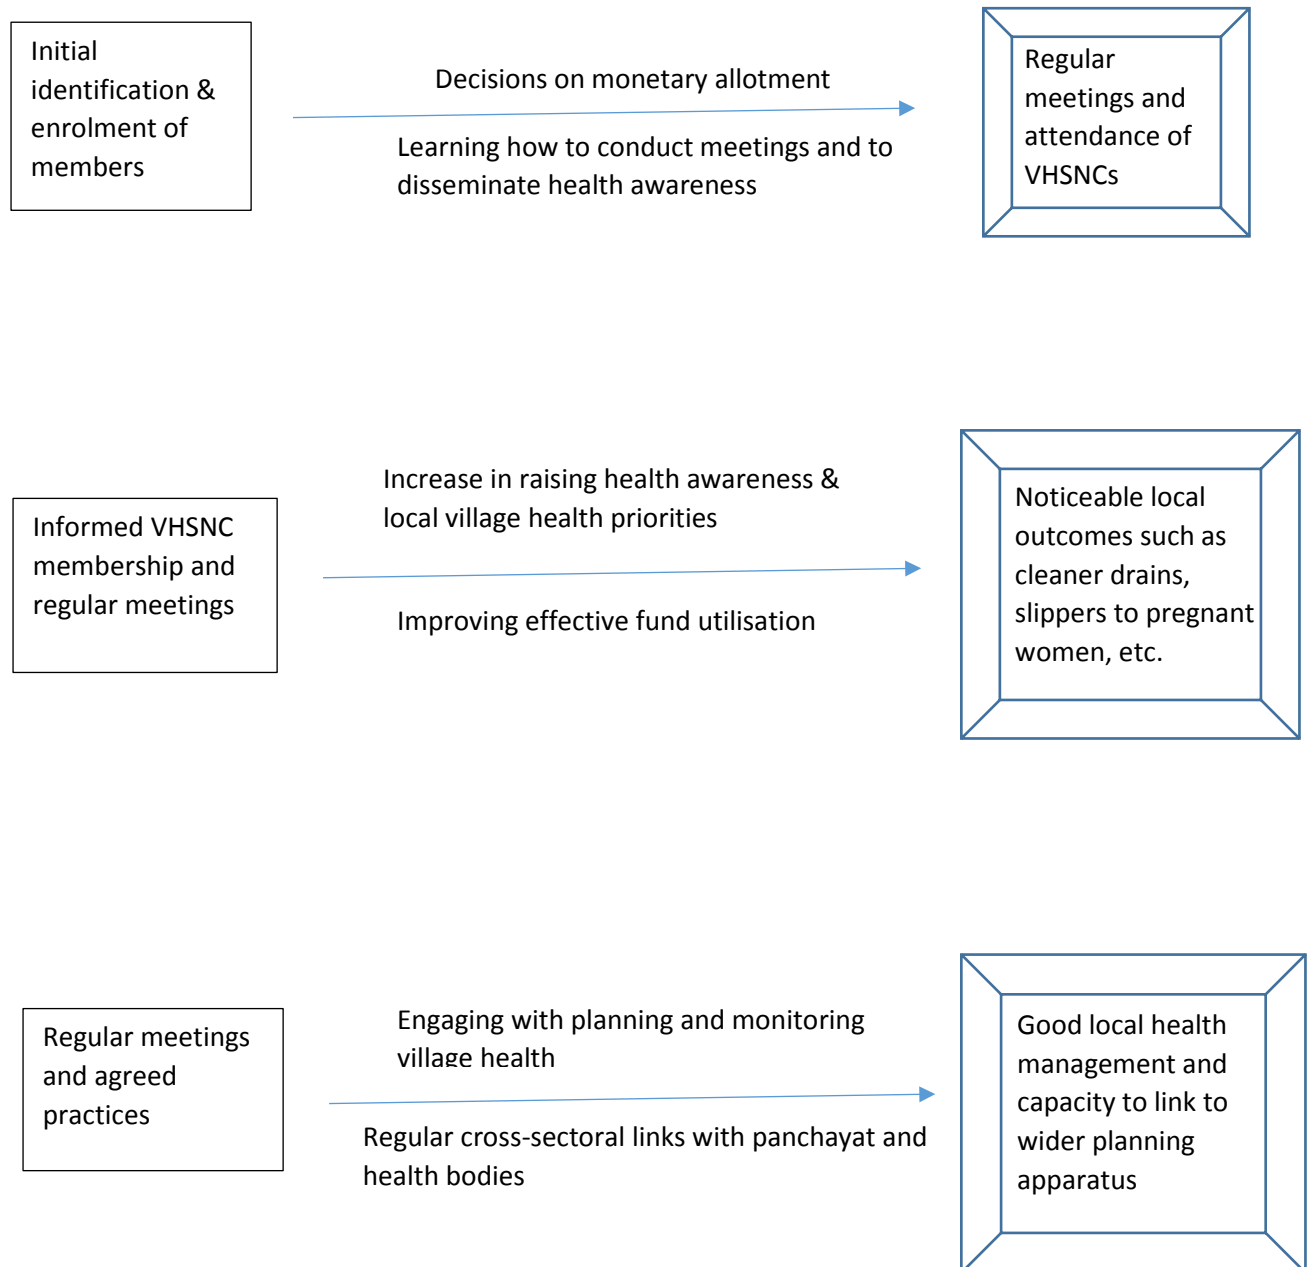 Initial
identification &
enrolment of
members
Decisions on monetary allotment
Learning how to conduct meetings and to
disseminate health awareness
Regular
meetings and
attendance of
VHSNCs
Informed VHSNC
membership and
regular meetings
Increase in raising health awareness &
local village health priorities
Improving effective fund utilisation
Noticeable local
outcomes such as
cleaner drains,
slippers to pregnant
women, etc.
Regular meetings
and agreed
practices
Engaging with planning and monitoring
village health
Regular cross-sectoral links with panchayat and
health bodies
Good local health
management and
capacity to link to
wider planning
apparatus